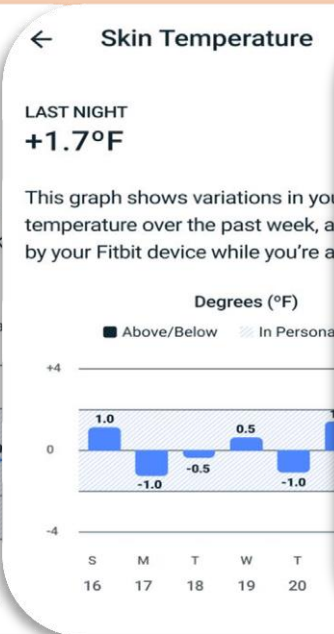 Skin Temperature
LAST NIGHT
+1.7°F
This graph shows variations in you
temperature over the past week, a
by your Fitbit device while you're a
Degrees (°F)
Above/Below In Persona
+4
1.0
0.5
0
-0.5
-1.0
-1.0
-4
S M T W T
16 17 18 19 20